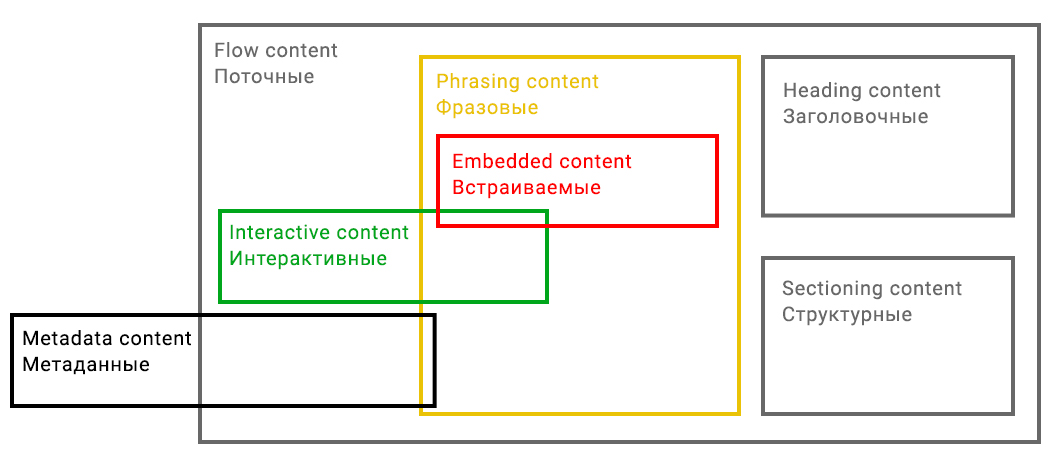 Flow content
Поточные
Phrasing content
Фразовые
Heading content
Заголовочные
Embedded content
Встраиваемые
Interactive content
Интерактивные
Sectioning content
Структурные
Metadata content
Метаданные